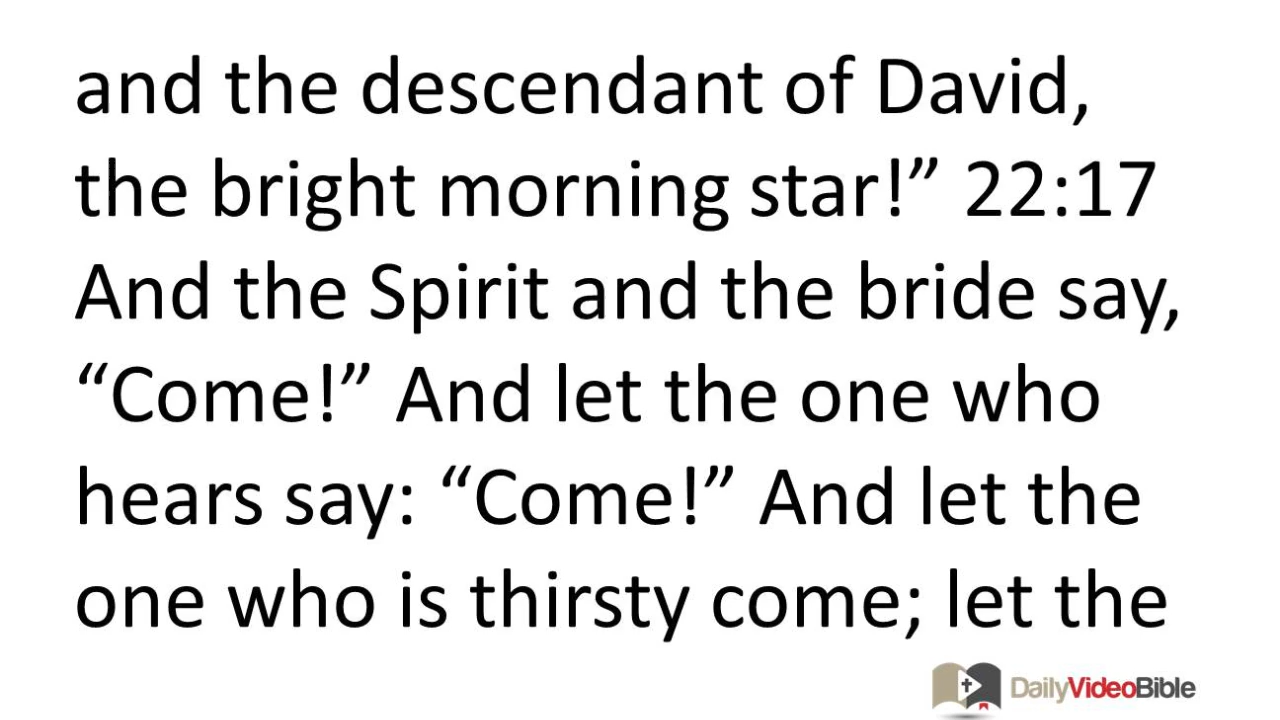 and the descendant of David,
the bright morning star!” 22:17
And the Spirit and the bride say,
“Come!” And let the one who
hears say: “Come!” And let the
one who is thirsty come; let the
DailyVideoBible